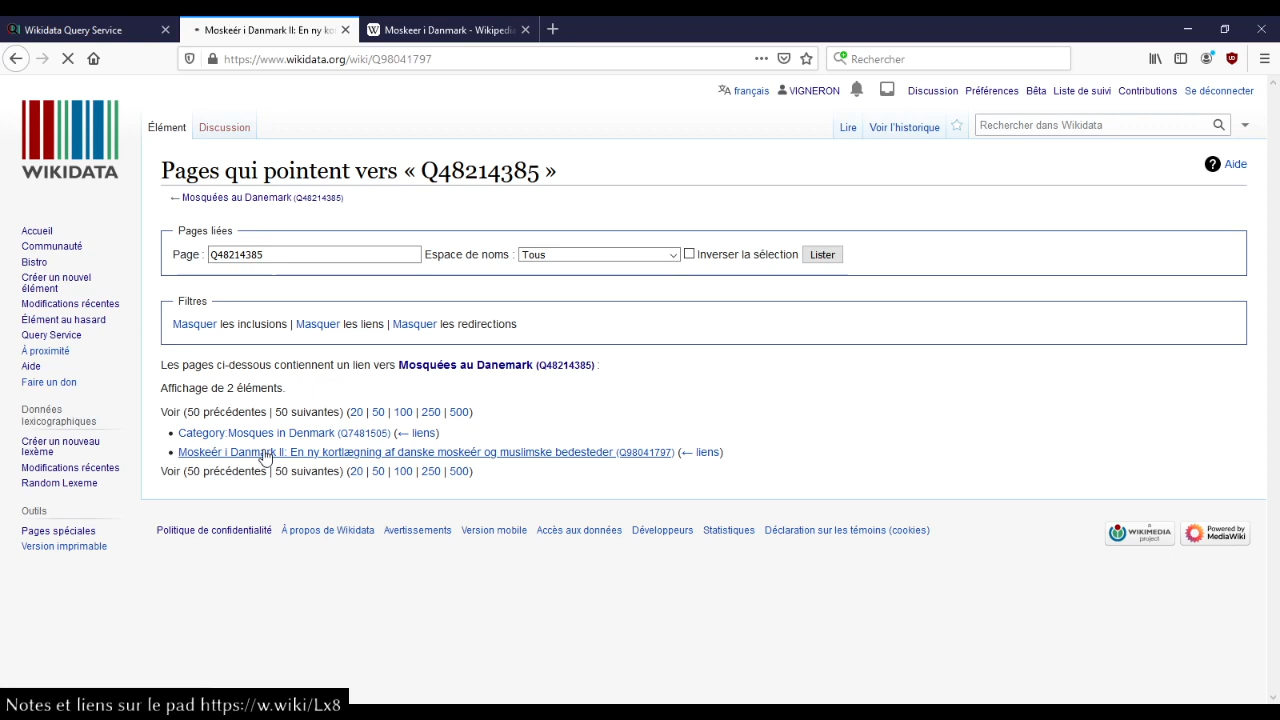 Wikidata Query Service
Moskeér i Danmark II: En ny ko
Moskeer i Danmark - Wikipedi
https://www.wikidata.org/wiki/Q98041797
Rechercher
français VIGNERON Discussion Préférences Bêta Liste de suivi Contributions Se déconnecter
Élément Discussion Lire Voir l'historique Rechercher dans Wikidata
WIKIDATA
Pages qui pointent vers « Q48214385 »
Aide
← Mosquées au Danemark (Q48214385)
Accueil
Communauté
Bistro
Créer un nouvel
élément
Modifications récentes
Élément au hasard
Query Service
À proximité
Aide
Faire un don
Données
lexicographiques
Créer un nouveau
lexème
Modifications récentes
Random Lexeme
Outils
Pages spéciales
Version imprimable
Pages liées
Page : Q48214385 Espace de noms : Tous Inverser la sélection Lister
Filtres
Masquer les inclusions | Masquer les liens | Masquer les redirections
Les pages ci-dessous contiennent un lien vers Mosquées au Danemark (Q48214385) :
Affichage de 2 éléments.
Voir (50 précédentes | 50 suivantes) (20 | 50 | 100 | 250 | 500)
• Category:Mosques in Denmark (Q7481505) (← liens)
• Moskeér i Danmark II: En ny kortlægning af danske moskeér og muslimske bedesteder (Q98041797) (← liens)
Voir (50 précédentes | 50 suivantes) (20 | 50 | 100 | 250 | 500)
Politique de confidentialité À propos de Wikidata Avertissements Version mobile Accès aux données Développeurs Statistiques Déclaration sur les témoins (cookies)
A WIKIMEDIA project
Powered by MediaWiki
Notes et liens sur le pad https://w.wiki/Lx8